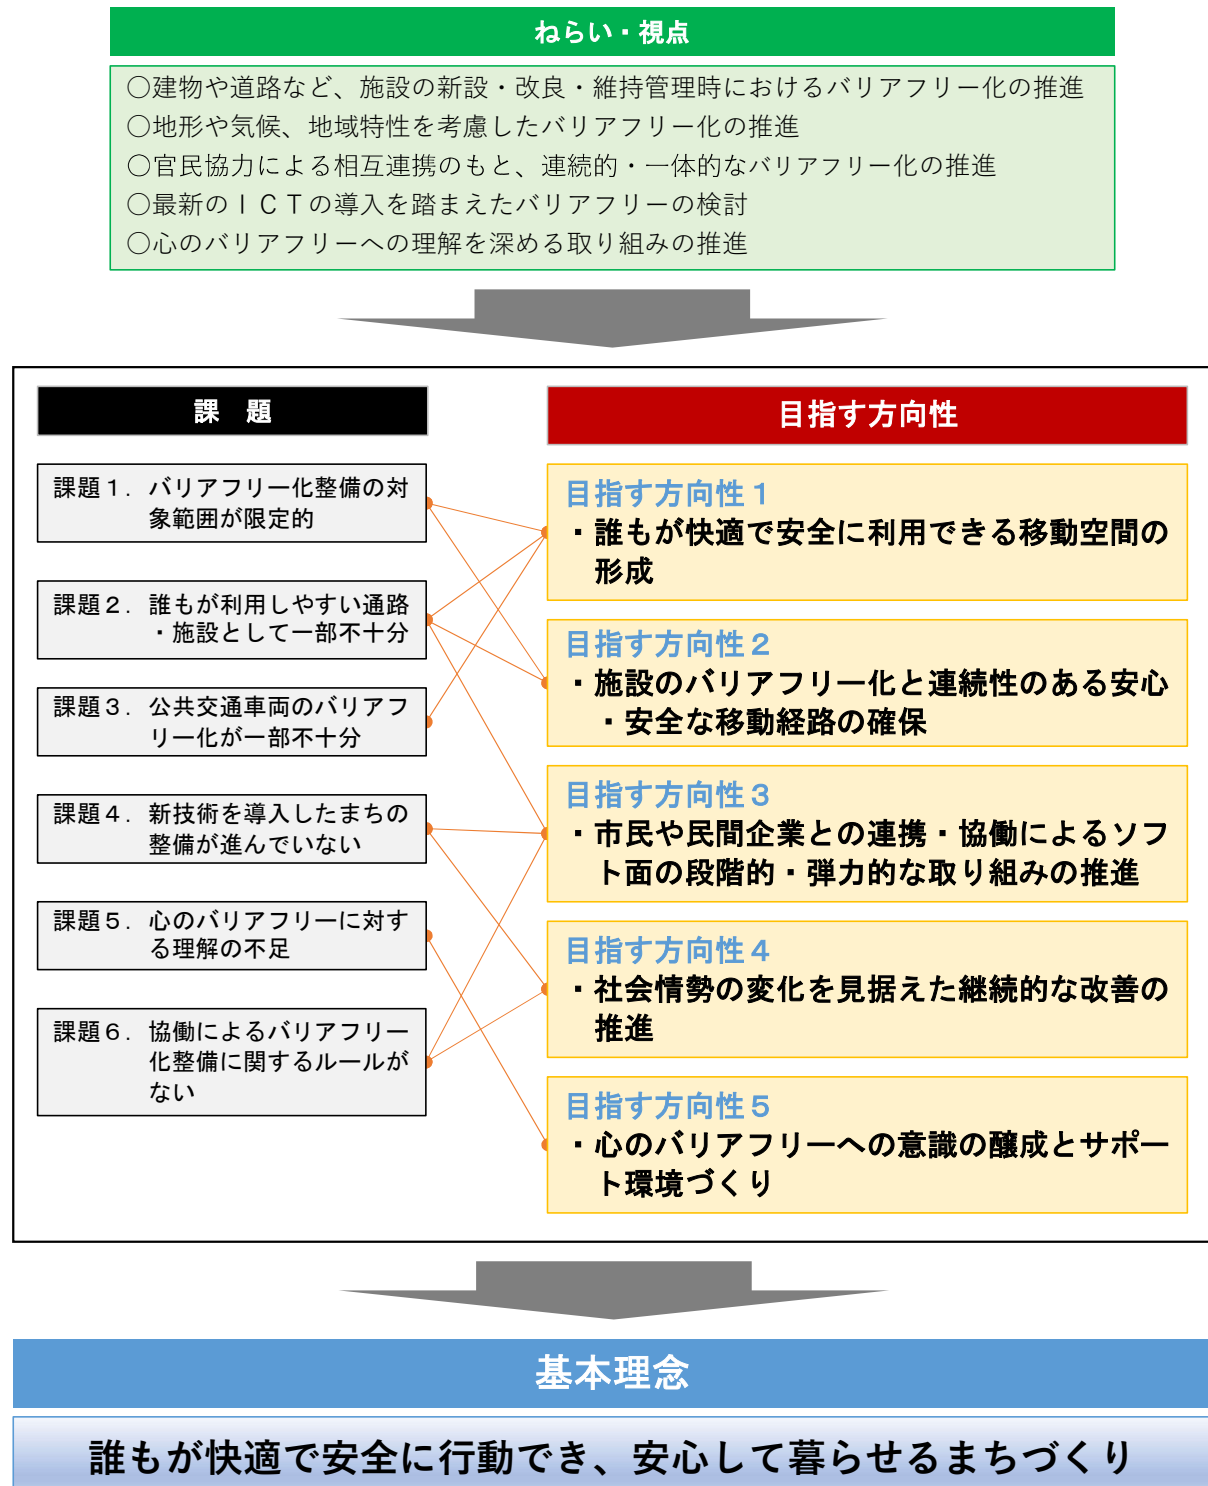 ねらい・視点
○建物や道路など、施設の新設・改良・維持管理時におけるバリアフリー化の推進
○地形や気候、地域特性を考慮したバリアフリー化の推進
○官民協力による相互連携のもと、連続的・一体的なバリアフリー化の推進
○最新のＩＣＴの導入を踏まえたバリアフリーの検討
○心のバリアフリーへの理解を深める取り組みの推進
課　題
課題１．バリアフリー化整備の対
象範囲が限定的
課題２．誰もが利用しやすい通路
・施設として一部不十分
課題３．公共交通車両のバリアフ
リー化が一部不十分
課題４．新技術を導入したまちの
整備が進んでいない
課題５．心のバリアフリーに対す
る理解の不足
課題６．協働によるバリアフリー
化整備に関するルールが
ない
目指す方向性
目指す方向性１
・誰もが快適で安全に利用できる移動空間の
形成
目指す方向性２
・施設のバリアフリー化と連続性のある安心
・安全な移動経路の確保
目指す方向性３
・市民や民間企業との連携・協働によるソフ
ト面の段階的・弾力的な取り組みの推進
目指す方向性４
・社会情勢の変化を見据えた継続的な改善の
推進
目指す方向性５
・心のバリアフリーへの意識の醸成とサポー
ト環境づくり
基本理念
誰もが快適で安全に行動でき、安心して暮らせるまちづくり